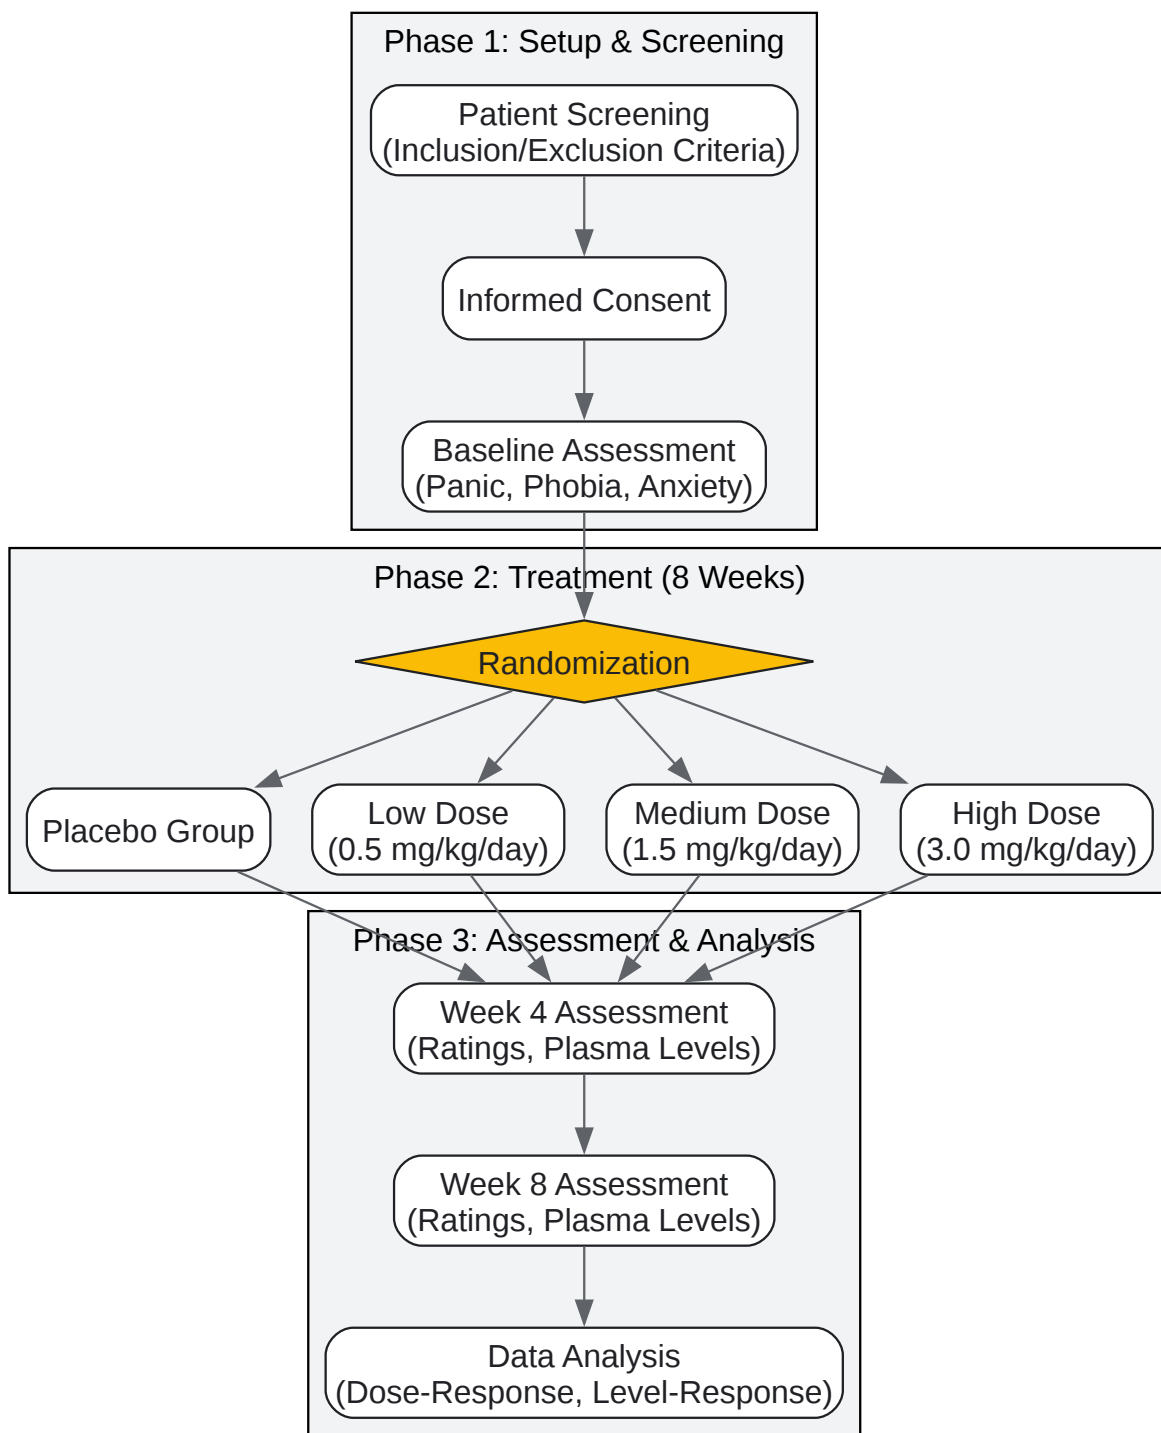 Phase 1: Setup & Screening
Patient Screening
(Inclusion/Exclusion Criteria)
Informed Consent
Baseline Assessment
(Panic, Phobia, Anxiety)
Phase 2: Treatment (8 Weeks)
Randomization
Placebo Group
Low Dose
(0.5 mg/kg/day)
Medium Dose
(1.5 mg/kg/day)
High Dose
(3.0 mg/kg/day)
Phase 3: Assessment & Analysis
Week 4 Assessment
(Ratings, Plasma Levels)
Week 8 Assessment
(Ratings, Plasma Levels)
Data Analysis
(Dose-Response, Level-Response)